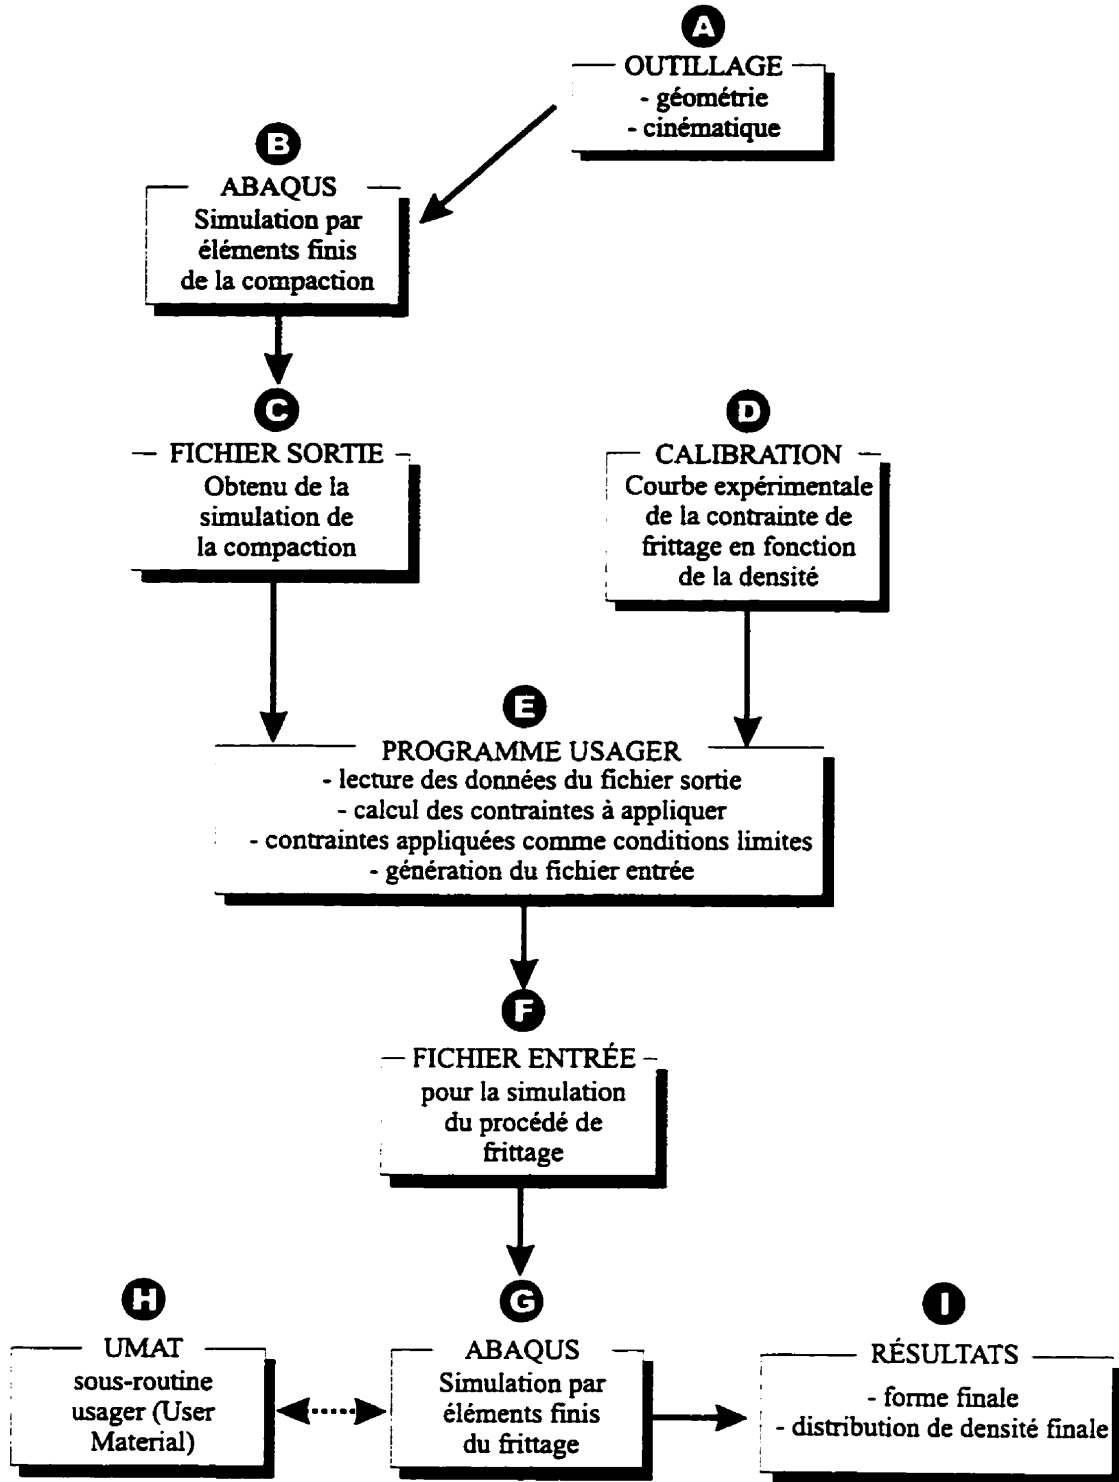 A
OUTILLAGE
- géométrie
- cinématique
B
ABAQUS
Simulation par
éléments finis
de la compaction
C
FICHIER SORTIE
Obtenu de la
simulation de
la compaction
D
CALIBRATION
Courbe expérimentale
de la contrainte de
frittage en fonction
de la densité
E
PROGRAMME USAGER
- lecture des données du fichier sortie
- calcul des contraintes à appliquer
- contraintes appliquées comme conditions limites
- génération du fichier entrée
F
FICHIER ENTRÉE
pour la simulation
du procédé de
frittage
H
UMAT
sous-routine
usager (User
Material)
G
ABAQUS
Simulation par
éléments finis
du frittage
I
RÉSULTATS
- forme finale
- distribution de densité finale